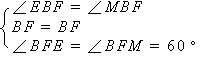 ∠EBF = ∠MBF
BF = BF
∠BFE = ∠BFM = 60 °